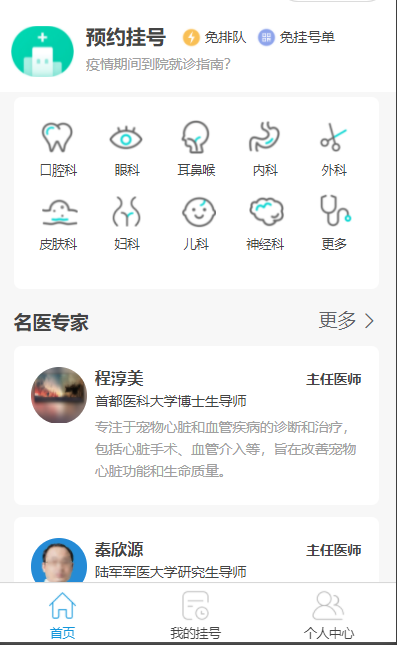 预约挂号 免排队 免挂号单
疫情期间到院就诊指南?
口腔科 眼科 耳鼻喉 内科 外科
皮肤科 妇科 儿科 神经科 更多
名医专家 更多
程淳美 主任医师
首都医科大学博士生导师
专注于宠物心脏和血管疾病的诊断和治疗，
包括心脏手术、血管介入等，旨在改善宠物
心脏功能和生命质量。
秦欣源 主任医师
陆军军医大学研究生导师
首页 我的挂号 个人中心